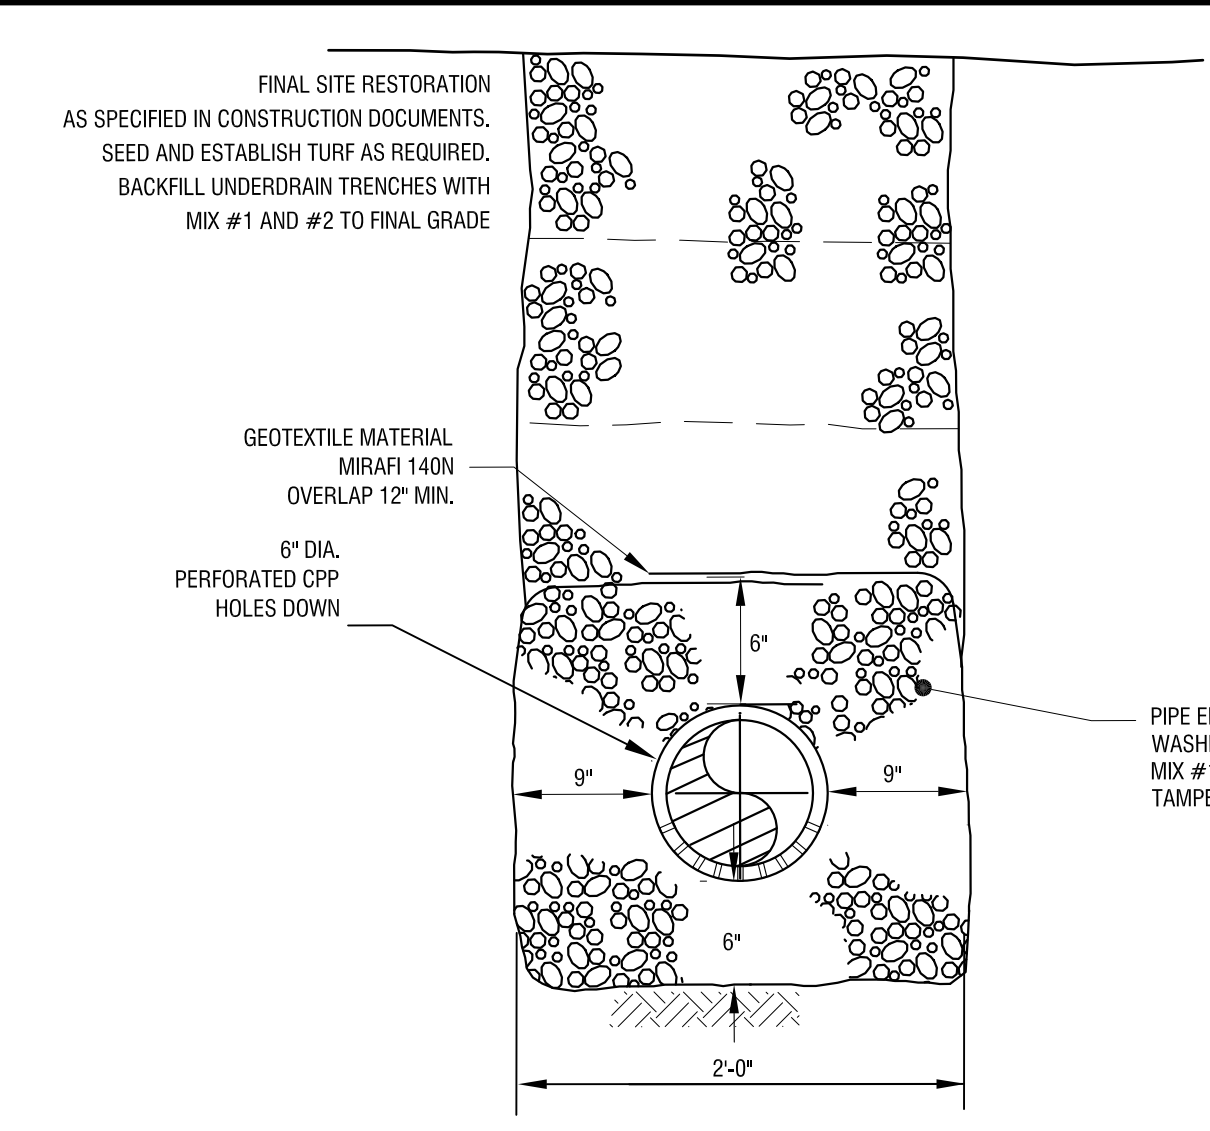 FINAL SITE RESTORATION
AS SPECIFIED IN CONSTRUCTION DOCUMENTS.
SEED AND ESTABLISH TURF AS REQUIRED.
BACKFILL UNDERDRAIN TRENCHES WITH
MIX #1 AND #2 TO FINAL GRADE
GEOTEXTILE MATERIAL
MIRAFI 140N
OVERLAP 12" MIN.
6" DIA.
PERFORATED CPP
HOLES DOWN
6"
PIPE
MIX
9"
9"
6"
2'-0"